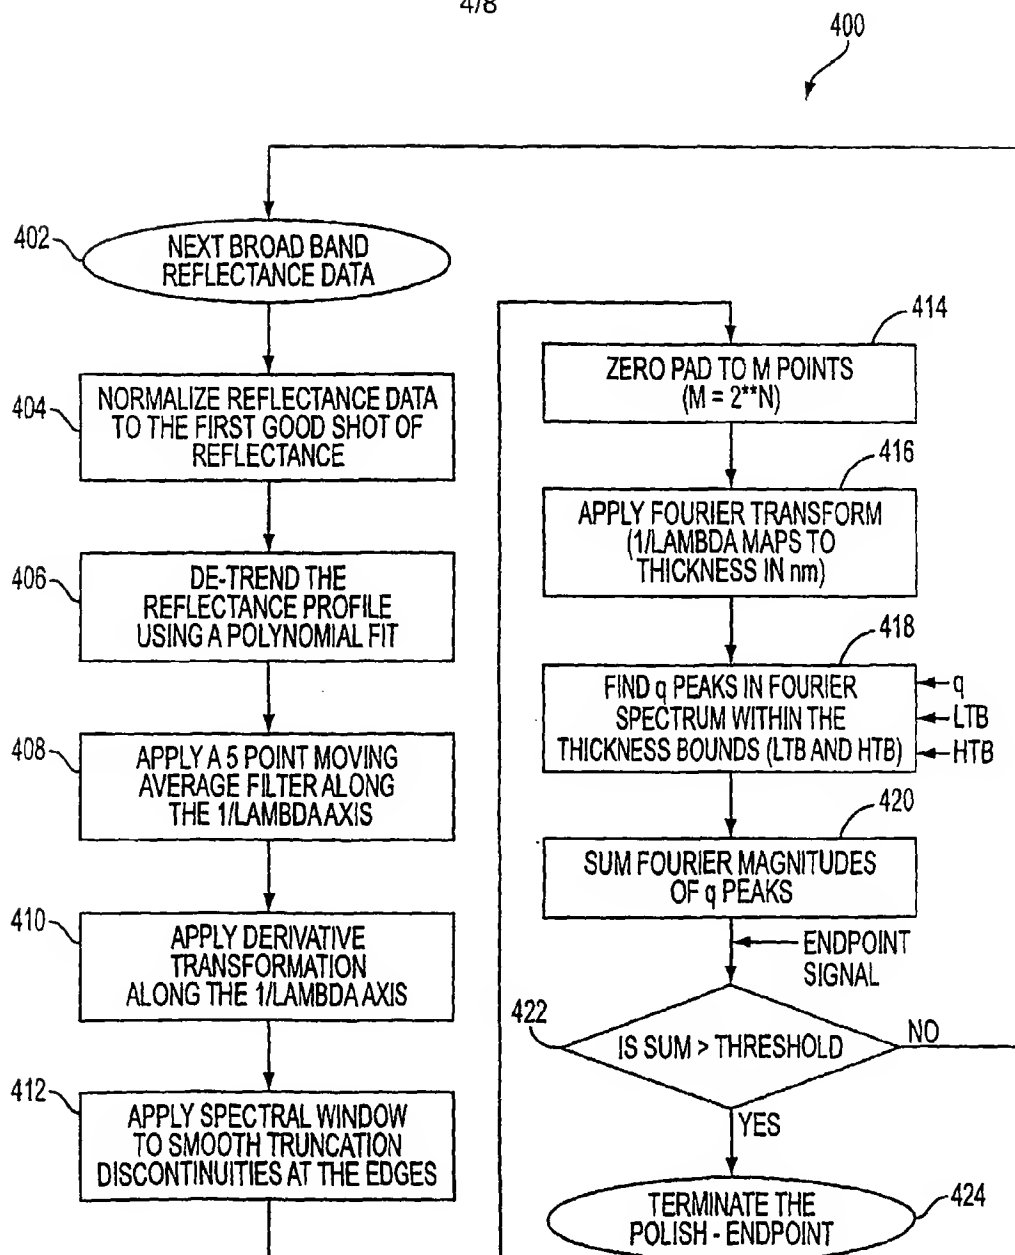 4/8
400
402
NEXT BROAD BAND
REFLECTANCE DATA
404
NORMALIZE REFLECTANCE DATA
TO THE FIRST GOOD SHOT OF
REFLECTANCE
406
DE-TREND THE
REFLECTANCE PROFILE
USING A POLYNOMIAL FIT
408
APPLY A 5 POINT MOVING
AVERAGE FILTER ALONG
THE 1/LAMBDA AXIS
410
APPLY DERIVATIVE
TRANSFORMATION
ALONG THE 1/LAMBDA AXIS
412
APPLY SPECTRAL WINDOW
TO SMOOTH TRUNCATION
DISCONTINUITIES AT THE EDGES
414
ZERO PAD TO M POINTS
(M = 2**N)
416
APPLY FOURIER TRANSFORM
(1/LAMBDA MAPS TO
THICKNESS IN nm)
418
FIND q PEAKS IN FOURIER
SPECTRUM WITHIN THE
THICKNESS BOUNDS (LTB AND HTB)
q
LTB
HTB
420
SUM FOURIER MAGNITUDES
OF q PEAKS
ENDPOINT
SIGNAL
422
IS SUM > THRESHOLD
NO
YES
424
TERMINATE THE
POLISH - ENDPOINT